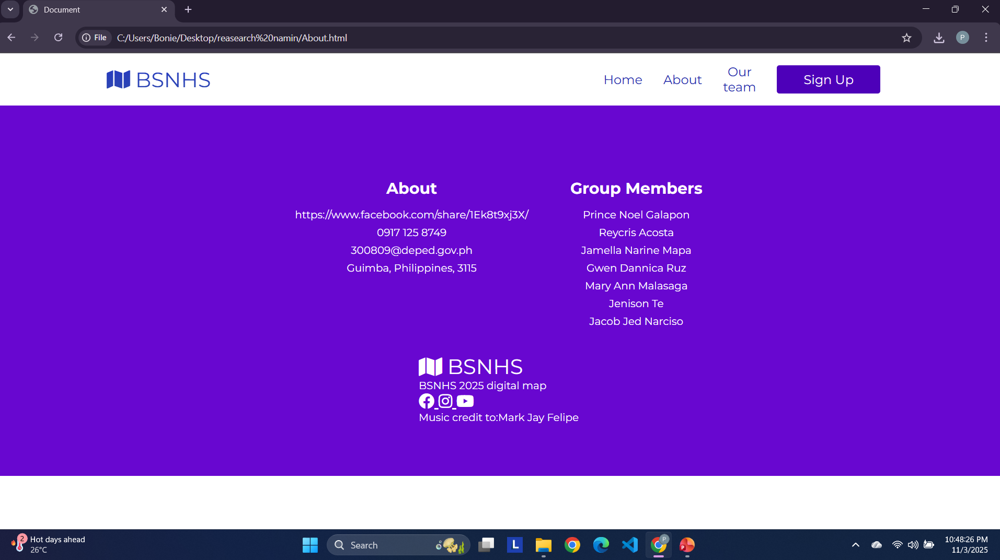 Document
File
C:/Users/Bonie/Desktop/reasearch%20namin/About.html
P
BSNHS
Home
About
Our
team
Sign Up
About
https://www.facebook.com/share/1Ek8t9xj3X/
0917 125 8749
300809@deped.gov.ph
Guimba, Philippines, 3115
Group Members
Prince Noel Galapon
Reycris Acosta
Jamella Narine Mapa
Gwen Dannica Ruz
Mary Ann Malasaga
Jenison Te
Jacob Jed Narciso
BSNHS
BSNHS 2025 digital map
Music credit to:Mark Jay Felipe
2
Hot days ahead
26°C
Search
L
P
P
10:48:26 PM
11/3/2025